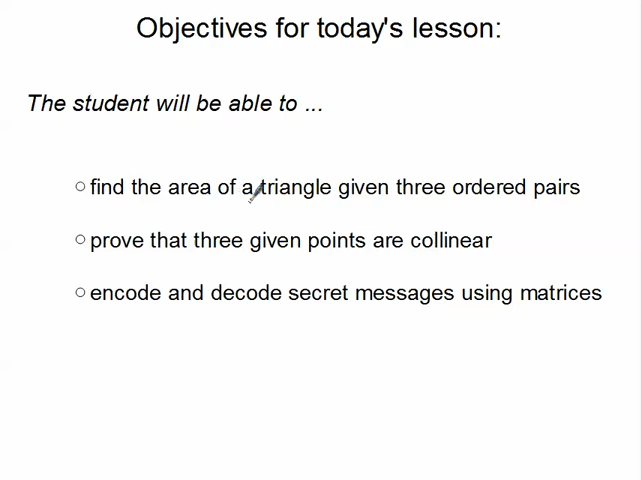 Objectives for today's lesson:
The student will be able to ...
find the area of a triangle given three ordered pairs
prove that three given points are collinear
encode and decode secret messages using matrices